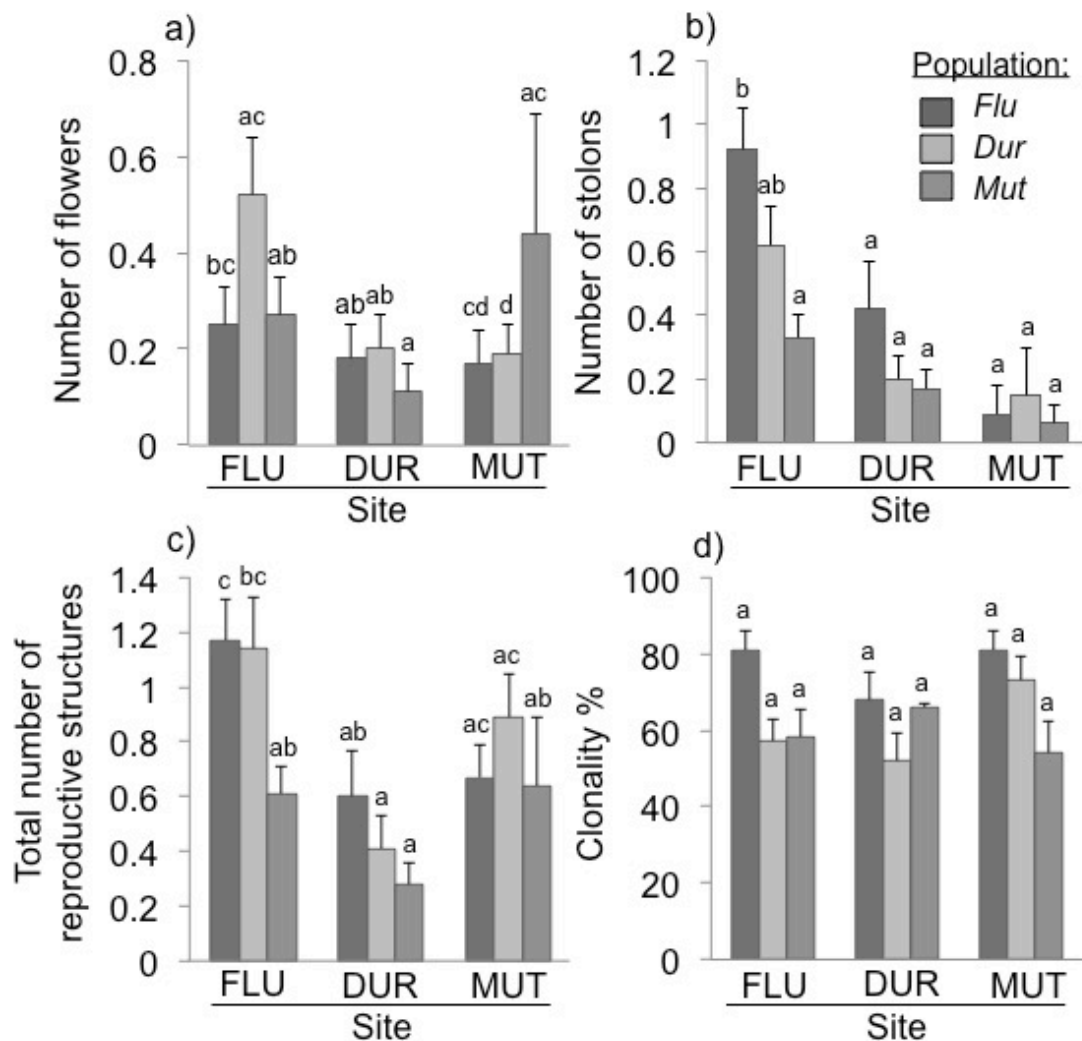 a)
Number of flowers
0.8
0.6
0.4
0.2
0
bc
ac
ab
ab
ab
a
cd
d
ac
FLU DUR MUT
Site
b)
Number of stolons
1.2
1
0.8
0.6
0.4
0.2
0
b
ab
a
a
a
a
a
a
a
FLU DUR MUT
Site
Population:
Flu
Dur
Mut
c)
Total number of
reproductive structures
1.4
1.2
1
0.8
0.6
0.4
0.2
0
c
bc
ab
ab
a
a
ac
ac
ab
FLU DUR MUT
Site
d)
Clonality %
100
80
60
40
20
0
a
a
a
a
a
a
a
a
a
FLU DUR MUT
Site